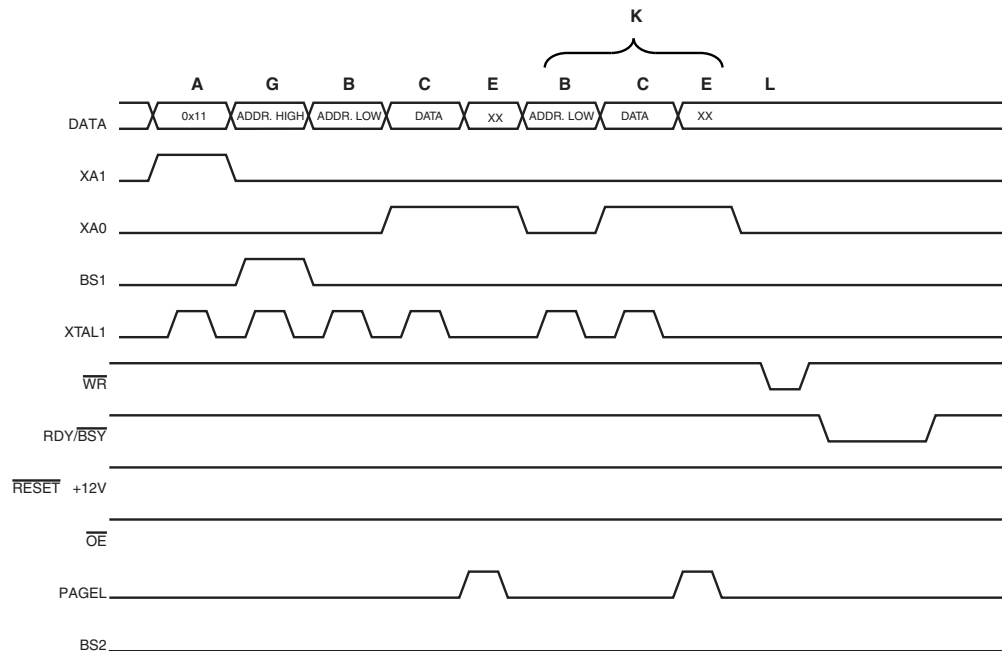 K
A G B C E B C E L
DATA 0x11 ADDR. HIGH ADDR. LOW DATA XX ADDR. LOW DATA XX
XA1
XA0
BS1
XTAL1
WR
RDY/BSY
RESET +12V
OE
PAGEL
BS2